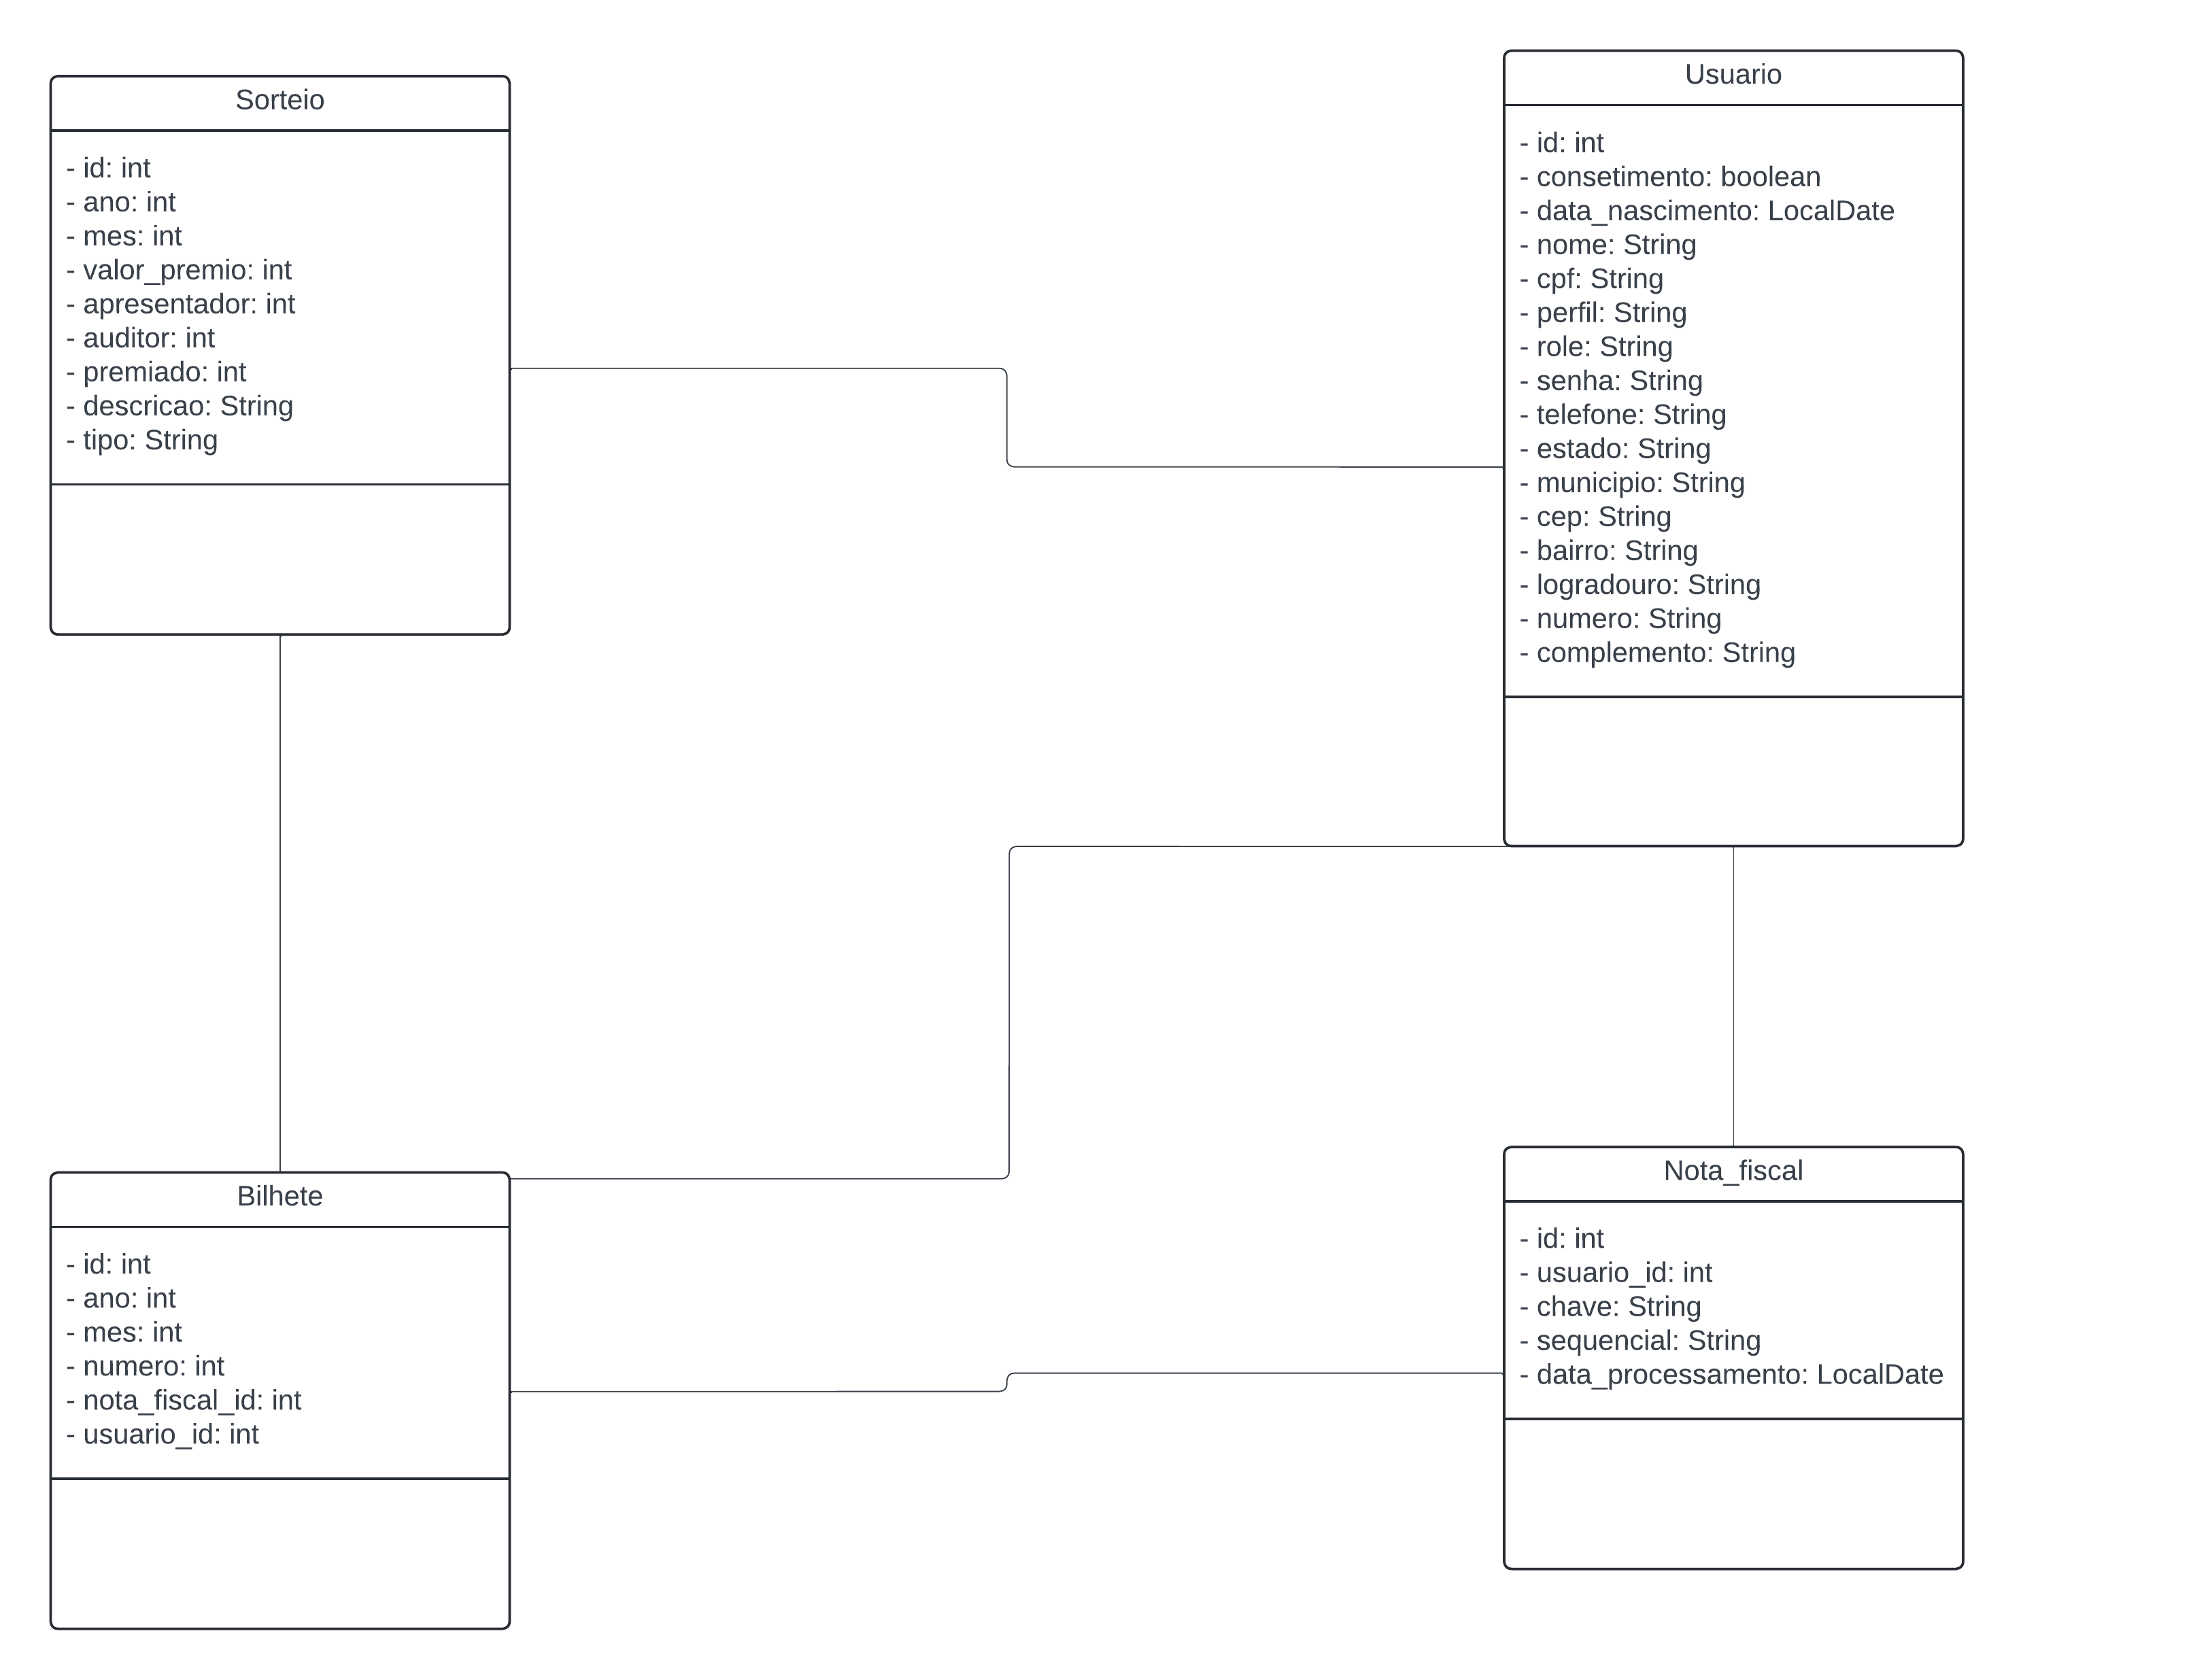 Sorteio
- id: int
- ano: int
- mes: int
- valor_premio: int
- apresentador: int
- auditor: int
- premiado: int
- descricao: String
- tipo: String
Usuario
- id: int
- consetimento: boolean
- data_nascimento: LocalDate
- nome: String
- cpf: String
- perfil: String
- role: String
- senha: String
- telefone: String
- estado: String
- municipio: String
- cep: String
- bairro: String
- logradouro: String
- numero: String
- complemento: String
Bilhete
- id: int
- ano: int
- mes: int
- numero: int
- nota_fiscal_id: int
- usuario_id: int
Nota_fiscal
- id: int
- usuario_id: int
- chave: String
- sequencial: String
- data_processamento: LocalDate